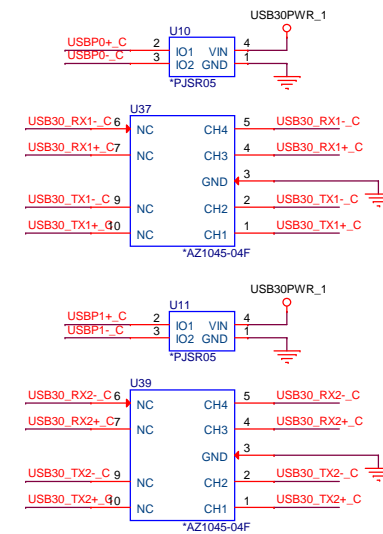 USB30PWR_1
U10
USBP0+_C 2 IO1 VIN 4
USBP0-_C 3 IO2 GND 1
*PJSR05
U37
USB30_RX1-_C 6 NC CH4 5 USB30_RX1-_C
USB30_RX1+_C 7 NC CH3 4 USB30_RX1+_C
GND 3
USB30_TX1-_C 9 NC CH2 2 USB30_TX1-_C
USB30_TX1+_C 10 NC CH1 1 USB30_TX1+_C
*AZ1045-04F
USB30PWR_1
U11
USBP1+_C 2 IO1 VIN 4
USBP1-_C 3 IO2 GND 1
*PJSR05
U39
USB30_RX2-_C 6 NC CH4 5 USB30_RX2-_C
USB30_RX2+_C 7 NC CH3 4 USB30_RX2+_C
GND 3
USB30_TX2-_C 9 NC CH2 2 USB30_TX2-_C
USB30_TX2+_C 10 NC CH1 1 USB30_TX2+_C
*AZ1045-04F